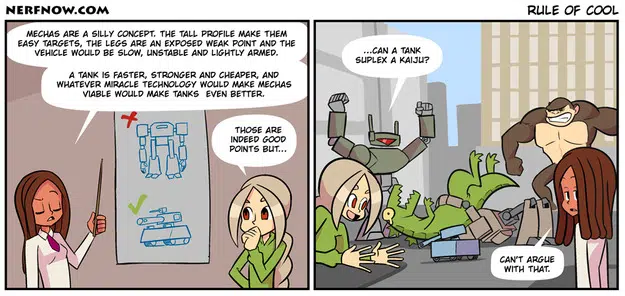 NERFNOW.COM
RULE OF COOL
MECHAS ARE A SILLY CONCEPT. THE TALL PROFILE MAKE THEM
EASY TARGETS, THE LEGS ARE AN EXPOSED WEAK POINT AND THE
VEHICLE WOULD BE SLOW, UNSTABLE AND LIGHTLY ARMED.
A TANK IS FASTER, STRONGER AND CHEAPER, AND
WHATEVER MIRACLE TECHNOLOGY WOULD MAKE MECHAS
VIABLE WOULD MAKE TANKS EVEN BETTER.
THOSE ARE
INDEED GOOD
POINTS BUT...
...CAN A TANK
SUPLEX A KAIJU?
CAN'T ARGUE
WITH THAT.